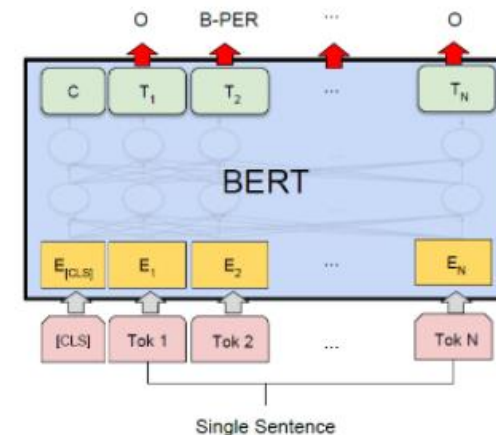 O B-PER ... O
C T1 T2 ... TN
BERT
E[CLS] E1 E2 ... EN
[CLS] Tok 1 Tok 2 ... Tok N
Single Sentence